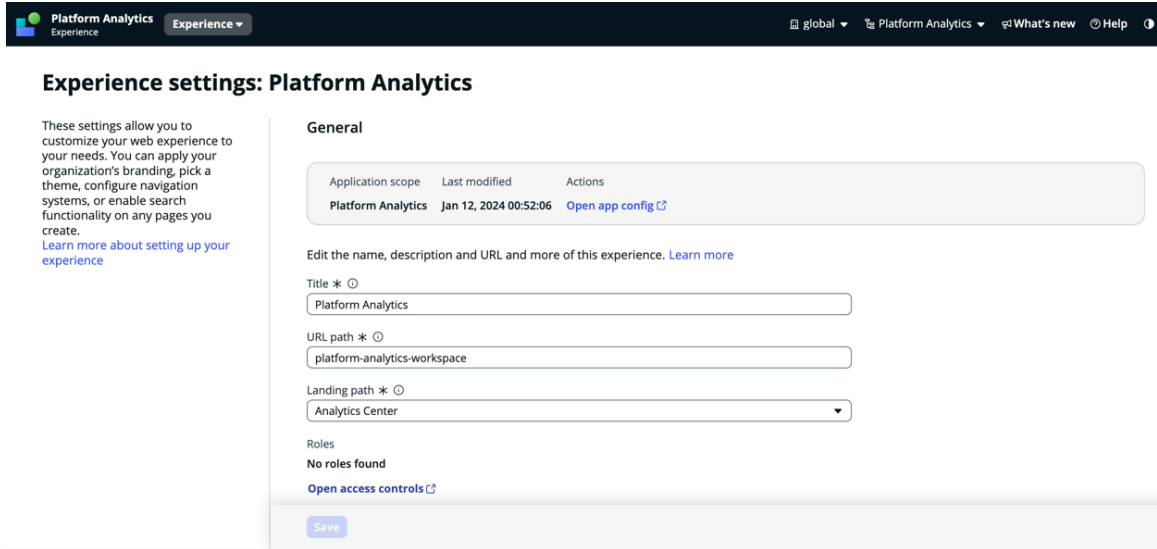 Platform Analytics
Experience
Experience
global
Platform Analytics
What's new
Help
Experience settings: Platform Analytics
These settings allow you to
customize your web experience to
your needs. You can apply your
organization's branding, pick a
theme, configure navigation
systems, or enable search
functionality on any pages you
create.
Learn more about setting up your
experience
General
Application scope Last modified Actions
Platform Analytics Jan 12, 2024 00:52:06 Open app config
Edit the name, description and URL and more of this experience. Learn more
Title *
Platform Analytics
URL path *
platform-analytics-workspace
Landing path *
Analytics Center
Roles
No roles found
Open access controls
Save